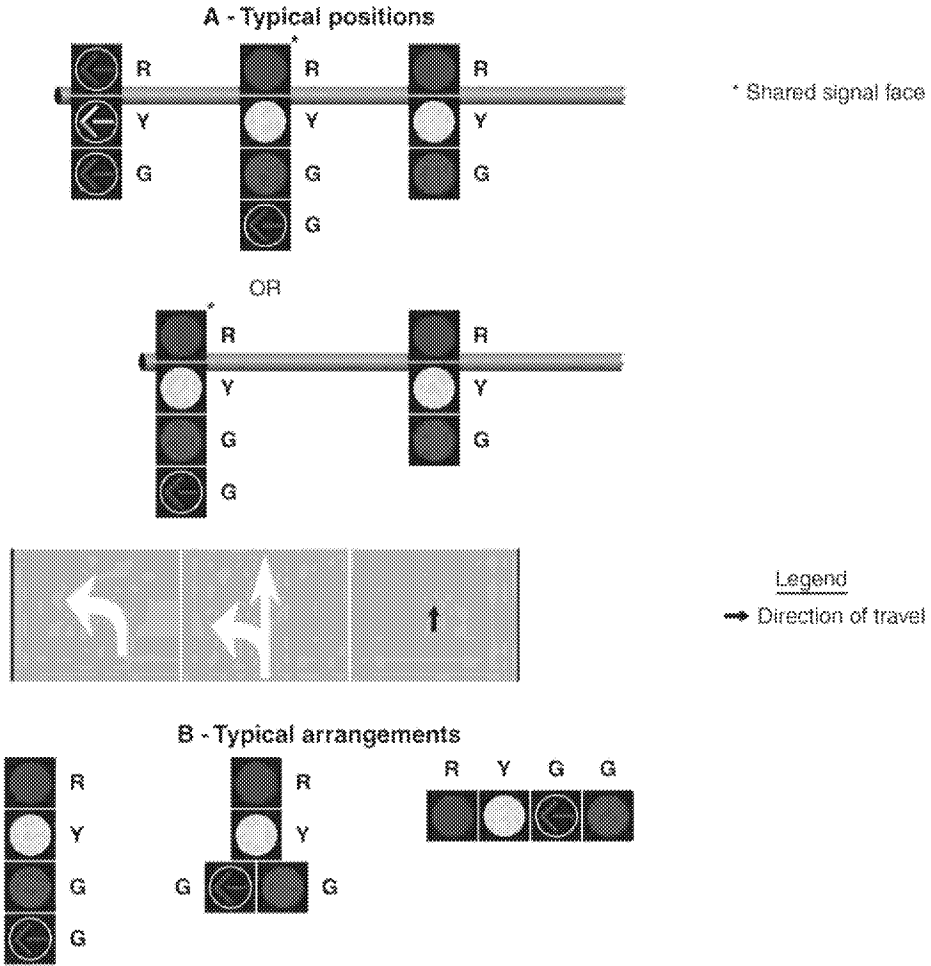 A - Typical positions
*
R R R
* Shared signal face
Y Y Y
G G G
G
OR
*
R R
Y Y
G G
G
Legend
Direction of travel
B - Typical arrangements
R R R Y G G
Y Y
G G G
G